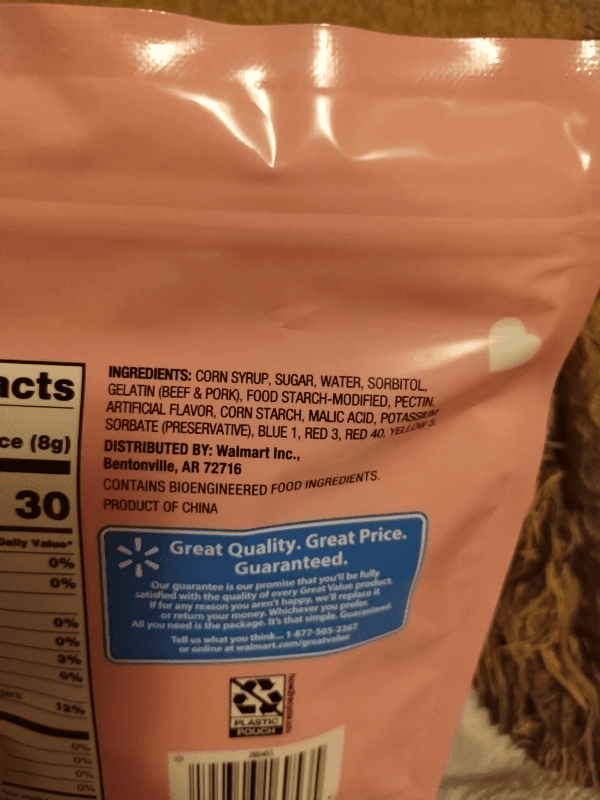 acts
ce (8g)
30
Daily Value*
0%
0%
0%
0%
3%
0%
12%
0%
0%
0%
0%
INGREDIENTS: CORN SYRUP, SUGAR, WATER, SORBITOL,
GELATIN (BEEF & PORK), FOOD STARCH-MODIFIED, PECTIN,
ARTIFICIAL FLAVOR, CORN STARCH, MALIC ACID, POTASSIUM
SORBATE (PRESERVATIVE), BLUE 1, RED 3, RED 40, YELLOW 5.
DISTRIBUTED BY: Walmart Inc.,
Bentonville, AR 72716
CONTAINS BIOENGINEERED FOOD INGREDIENTS.
PRODUCT OF CHINA
Great Quality. Great Price.
Guaranteed.
Our guarantee is our promise that you'll be fully
satisfied with the quality of every Great Value product.
If for any reason you aren't happy, we'll replace it
or return your money. Whichever you prefer.
All you need is the package. It's that simple. Guaranteed.
Tell us what you think... 1-877-505-2267
or online at walmart.com/greatvalue
PLASTIC
POUCH
how2recycle.info